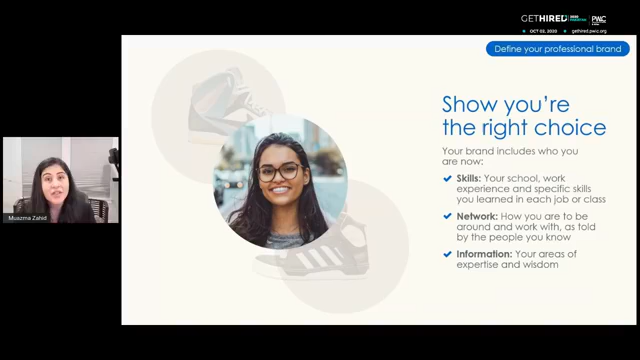 GETHIRED 2020
PWiC
OCT 02, 2020 gethired.pwic.org
Define your professional brand
Show you're
the right choice
Your brand includes who you
are now:
Skills: Your school, work
experience and specific skills
you learned in each job or class
Network: How you are to be
around and work with, as told
by the people you know
Information: Your areas of
expertise and wisdom
Muazma Zahid